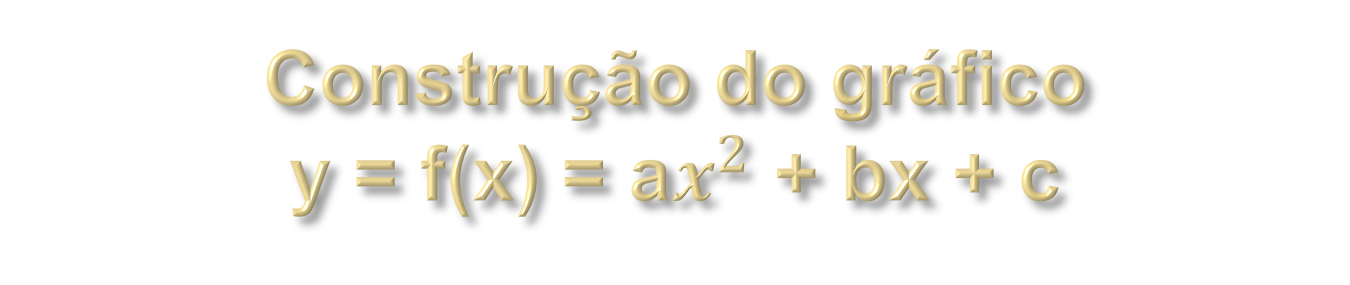 Construção do gráfico
y = f(x) = ax² + bx + c